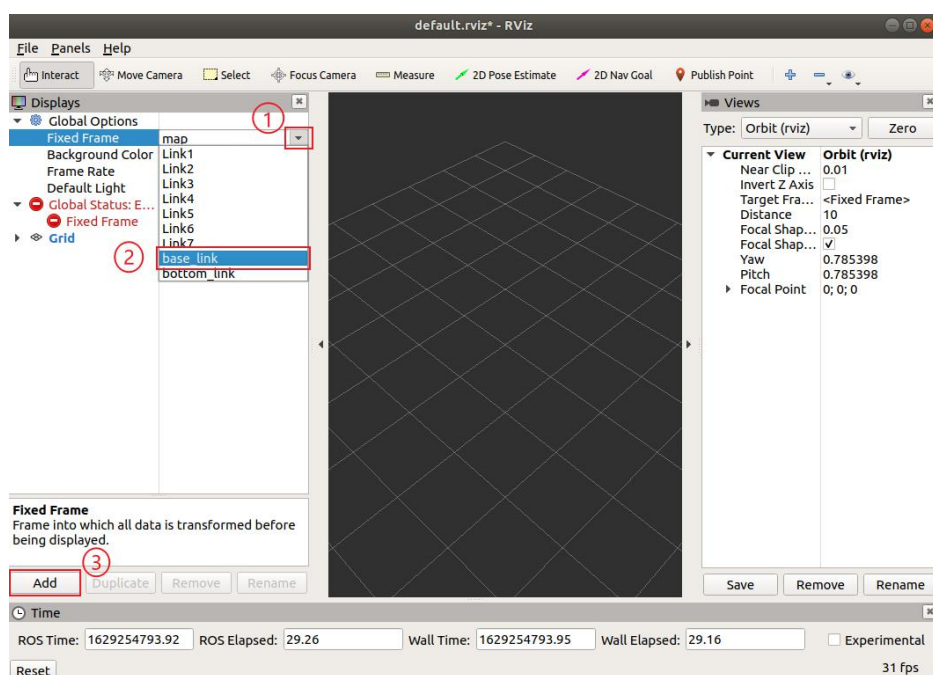 default.rviz* - RViz
File Panels Help
Interact Move Camera Select Focus Camera Measure 2D Pose Estimate 2D Nav Goal Publish Point
Displays
Global Options
1
Fixed Frame map
Background Color Link1
Frame Rate Link2
Default Light Link3
Global Status: E... Link4
Link5
Fixed Frame Link6
Grid Link7
2
base_link
bottom_link
Fixed Frame
Frame into which all data is transformed before
being displayed.
3
Add Duplicate Remove Rename
Views
Type: Orbit (rviz) Zero
Current View Orbit (rviz)
Near Clip ... 0.01
Invert Z Axis
Target Fra... <Fixed Frame>
Distance 10
Focal Shap... 0.05
Focal Shap... ✓
Yaw 0.785398
Pitch 0.785398
Focal Point 0; 0; 0
Save Remove Rename
Time
ROS Time: 1629254793.92 ROS Elapsed: 29.26 Wall Time: 1629254793.95 Wall Elapsed: 29.16 Experimental
Reset 31 fps